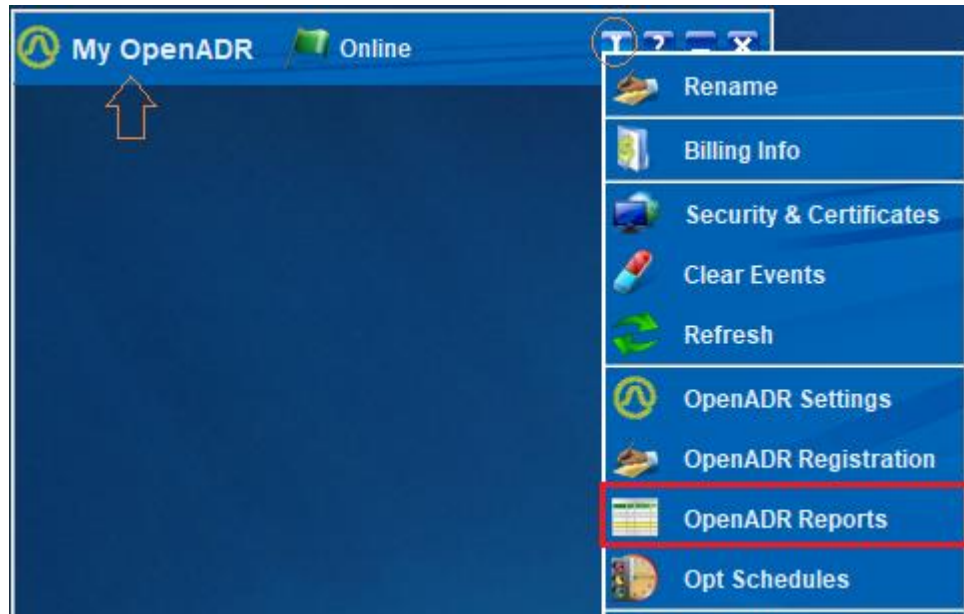 My OpenADR Online
?
Rename
Billing Info
Security & Certificates
Clear Events
Refresh
OpenADR Settings
OpenADR Registration
OpenADR Reports
Opt Schedules